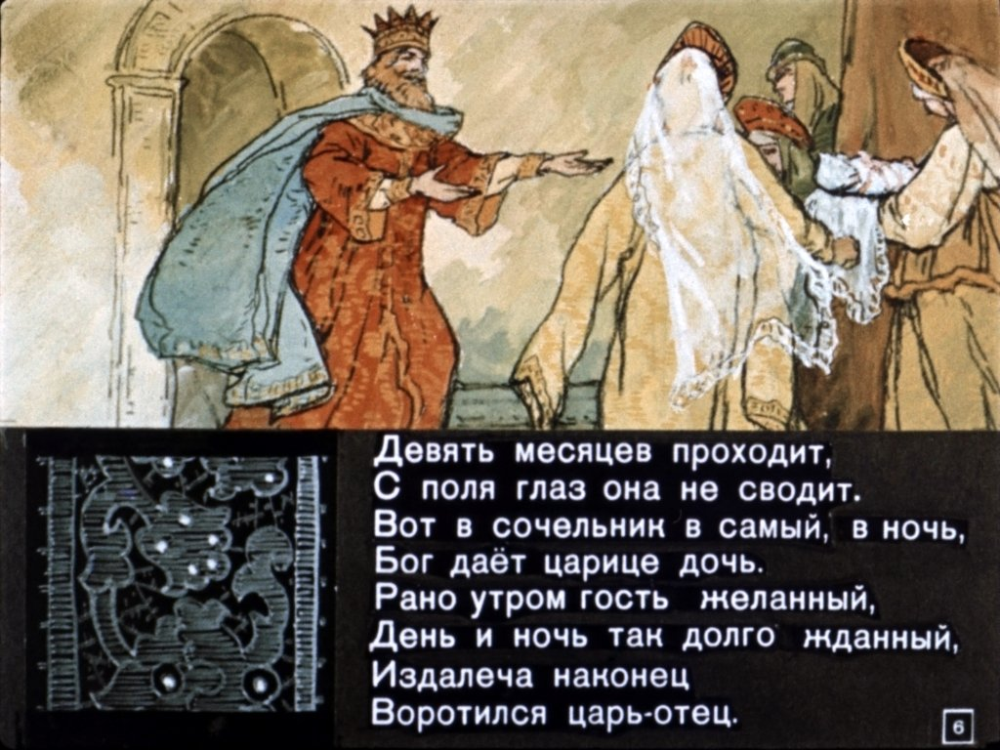 Девять месяцев проходит,
С поля глаз она не сводит.
Вот в сочельник в самый, в ночь,
Бог даёт царице дочь.
Рано утром гость желанный,
День и ночь так долго жданный,
Издалеча наконец
Воротился царь-отец.
6